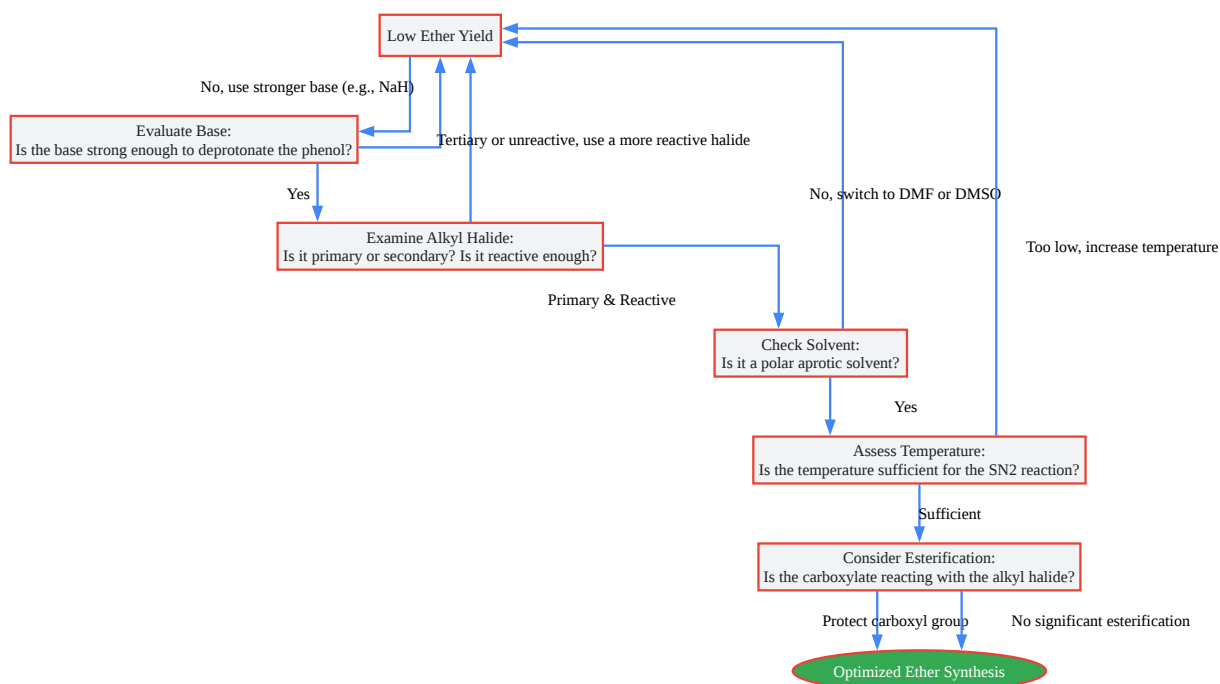 Low Ether Yield
No, use stronger base (e.g., NaH)
Evaluate Base:
Is the base strong enough to deprotonate the phenol?
Tertiary or unreactive, use a more reactive halide
Yes
No, switch to DMF or DMSO
Examine Alkyl Halide:
Is it primary or secondary? Is it reactive enough?
Too low, increase temperature
Primary & Reactive
Check Solvent:
Is it a polar aprotic solvent?
Yes
Assess Temperature:
Is the temperature sufficient for the SN2 reaction?
Sufficient
Consider Esterification:
Is the carboxylate reacting with the alkyl halide?
Protect carboxyl group
No significant esterification
Optimized Ether Synthesis